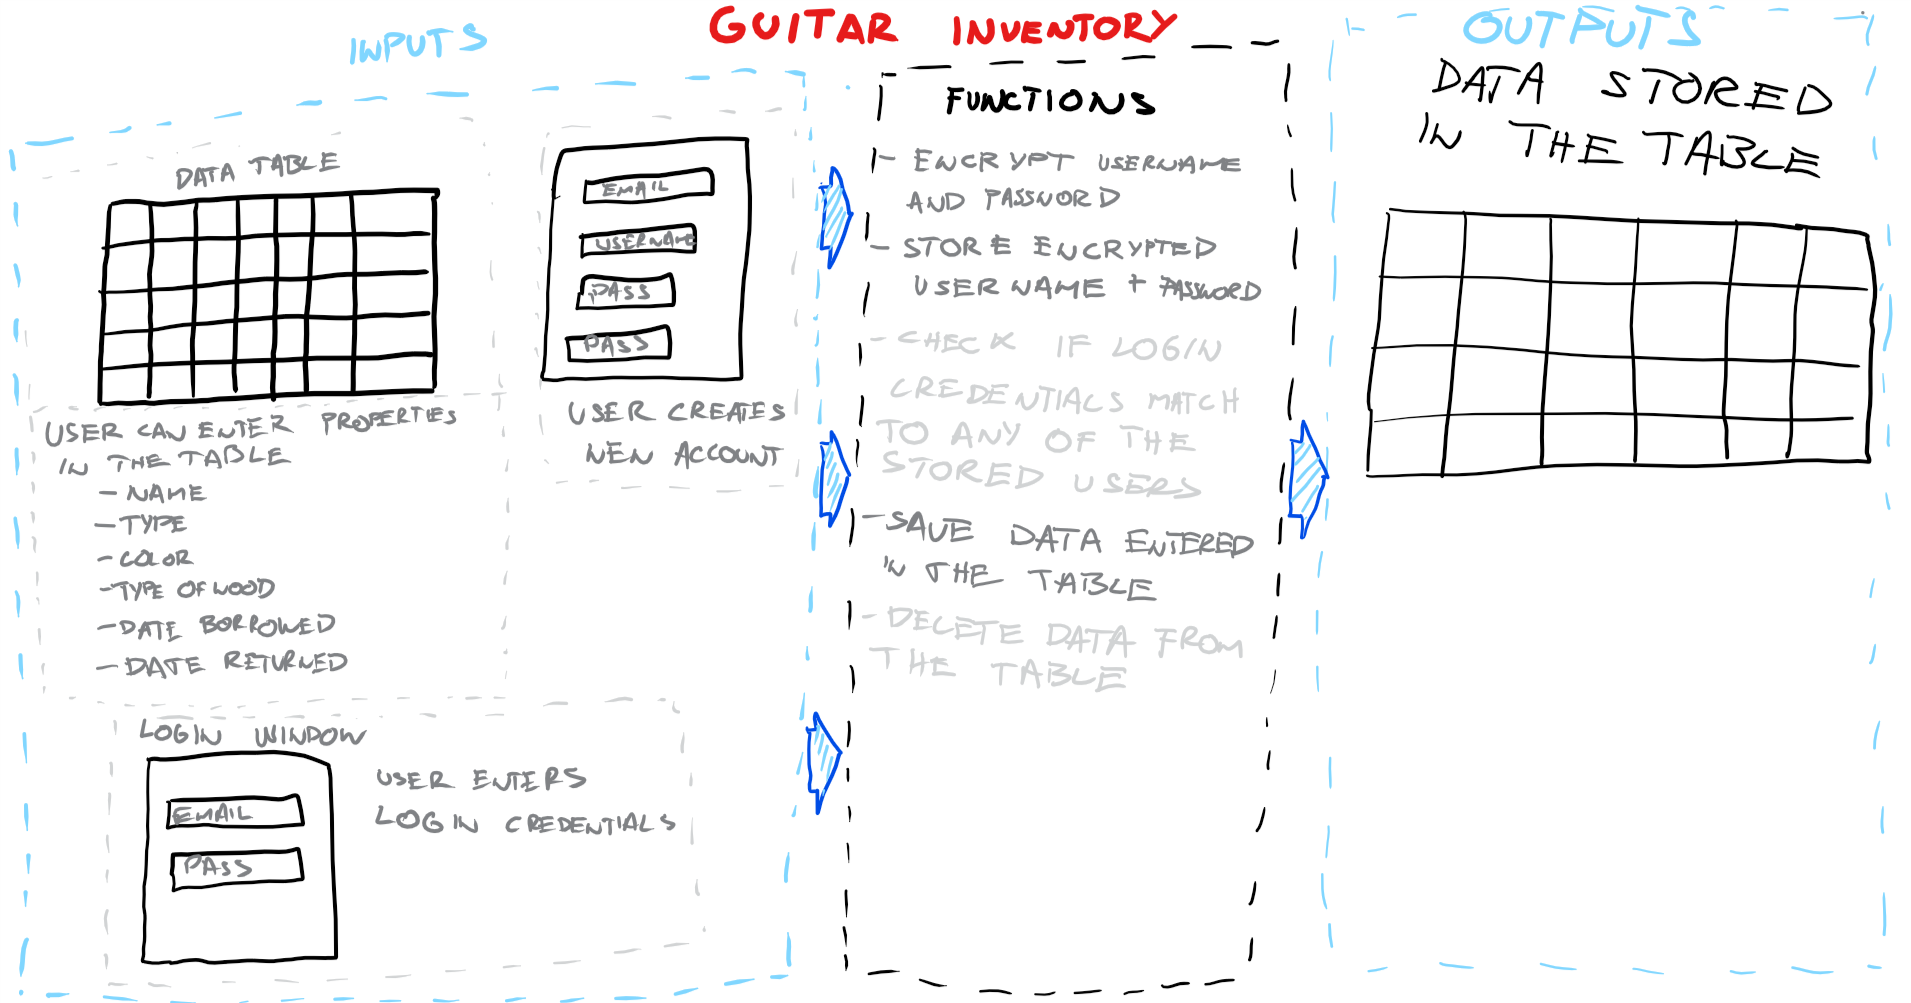 GUITAR INVENTORY
INPUTS
DATA TABLE
USER CAN ENTER PROPERTIES
IN THE TABLE
- NAME
- TYPE
- COLOR
- TYPE OF WOOD
- DATE BORROWED
- DATE RETURNED
EMAIL
USERNAME
PASS
PASS
USER CREATES
NEW ACCOUNT
LOGIN WINDOW
EMAIL
PASS
USER ENTERS
LOGIN CREDENTIALS
FUNCTIONS
- ENCRYPT USERNAME
AND PASSWORD
- STORE ENCRYPTED
USERNAME + PASSWORD
- CHECK IF LOGIN
CREDENTIALS MATCH
TO ANY OF THE
STORED USERS
- SAVE DATA ENTERED
IN THE TABLE
- DELETE DATA FROM
THE TABLE
OUTPUTS
DATA STORED
IN THE TABLE